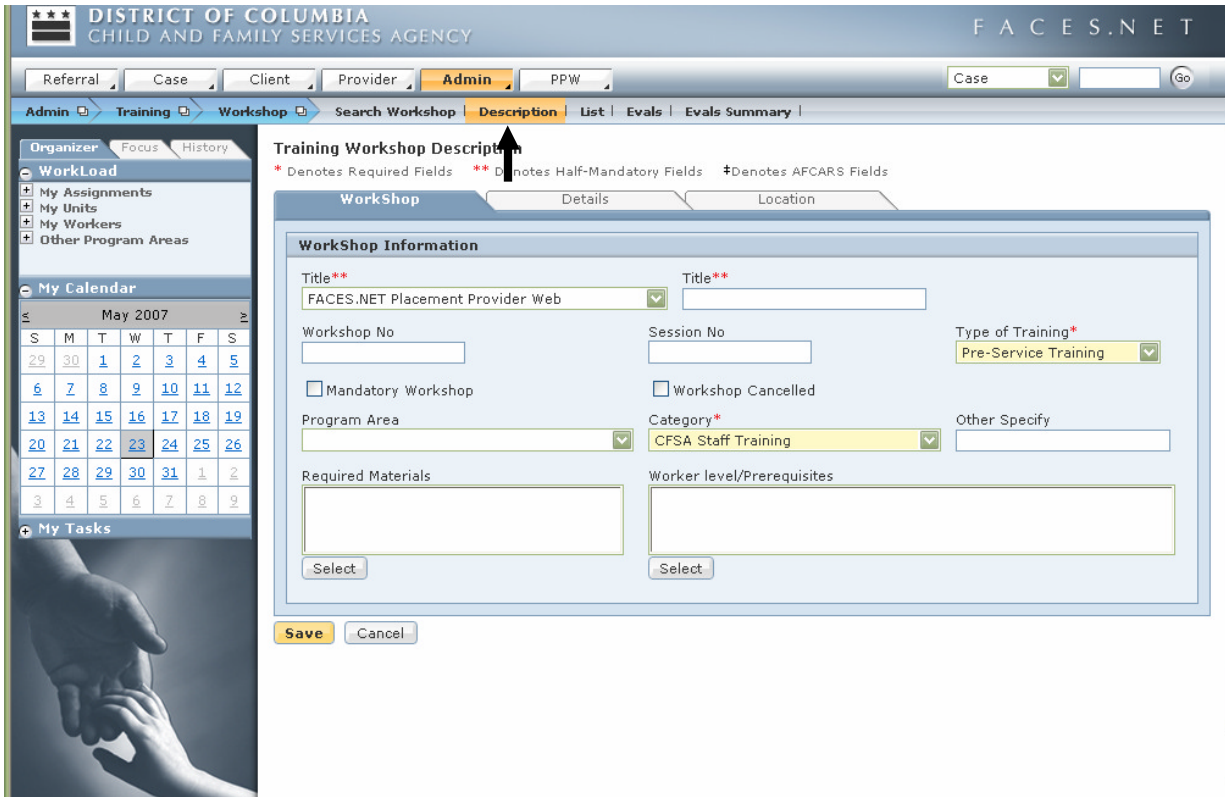 DISTRICT OF COLUMBIA
CHILD AND FAMILY SERVICES AGENCY
FACES.NET
Referral Case Client Provider Admin PPW Case Go
Admin Training Workshop Search Workshop | Description | List | Evals | Evals Summary |
Organizer Focus History
WorkLoad
My Assignments
My Units
My Workers
Other Program Areas
My Calendar
< May 2007 >
S M T W T F S
29 30 1 2 3 4 5
6 7 8 9 10 11 12
13 14 15 16 17 18 19
20 21 22 23 24 25 26
27 28 29 30 31 1 2
3 4 5 6 7 8 9
My Tasks
Training Workshop Description
* Denotes Required Fields ** Denotes Half-Mandatory Fields ‡Denotes AFCARS Fields
WorkShop Details Location
WorkShop Information
Title** Title**
FACES.NET Placement Provider Web
Workshop No Session No Type of Training*
Pre-Service Training
Mandatory Workshop Workshop Cancelled
Program Area Category* Other Specify
CFSA Staff Training
Required Materials Worker level/Prerequisites
Select Select
Save Cancel